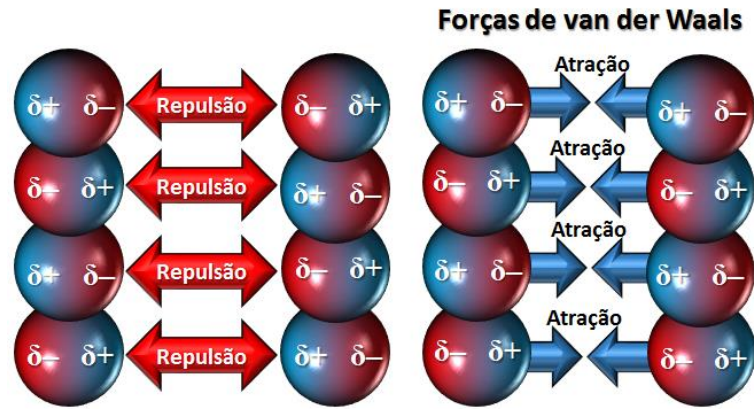 Forças de van der Waals
δ+ δ− Repulsão δ− δ+
δ− δ+ Repulsão δ+ δ−
δ+ δ− Repulsão δ− δ+
δ− δ+ Repulsão δ+ δ−
Atração
δ+ δ− δ+ δ−
Atração
δ− δ+ δ− δ+
Atração
δ+ δ− δ+ δ−
Atração
δ− δ+ δ− δ+